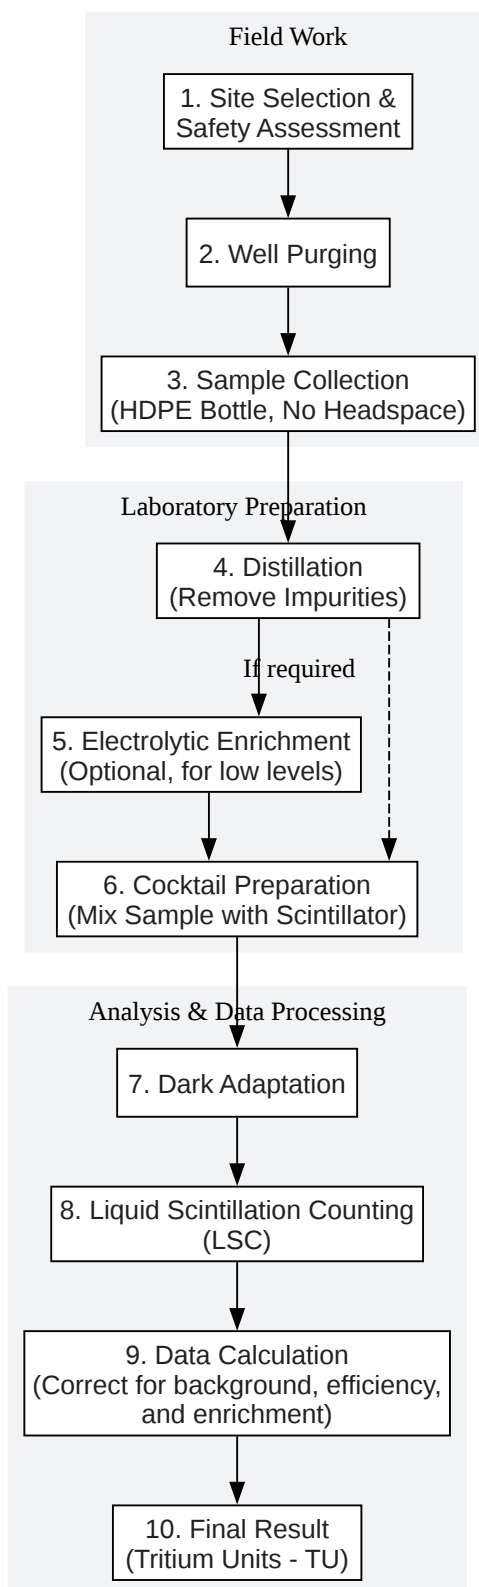 Field Work
1. Site Selection &
Safety Assessment
2. Well Purging
3. Sample Collection
(HDPE Bottle, No Headspace)
Laboratory Preparation
4. Distillation
(Remove Impurities)
If required
5. Electrolytic Enrichment
(Optional, for low levels)
6. Cocktail Preparation
(Mix Sample with Scintillator)
Analysis & Data Processing
7. Dark Adaptation
8. Liquid Scintillation Counting
(LSC)
9. Data Calculation
(Correct for background, efficiency,
and enrichment)
10. Final Result
(Tritium Units - TU)